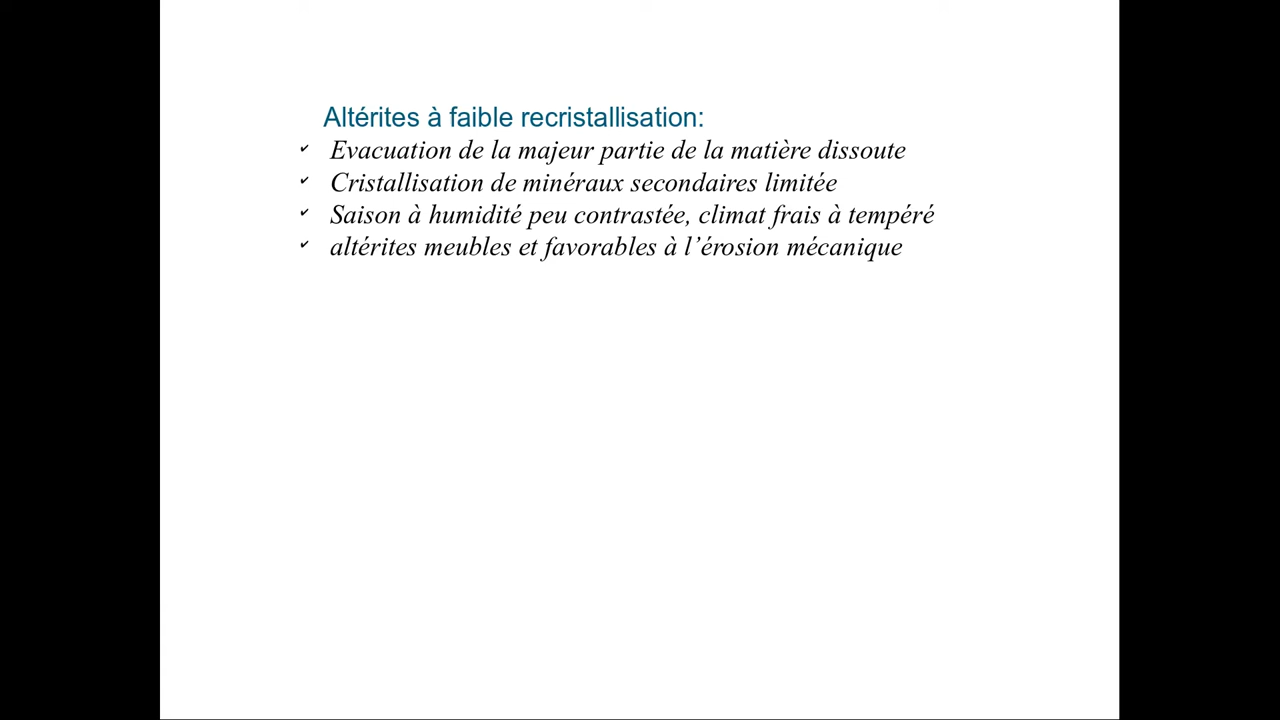 Altérites à faible recristallisation:
✔ Evacuation de la majeur partie de la matière dissoute
✔ Cristallisation de minéraux secondaires limitée
✔ Saison à humidité peu contrastée, climat frais à tempéré
✔ altérites meubles et favorables à l’érosion mécanique